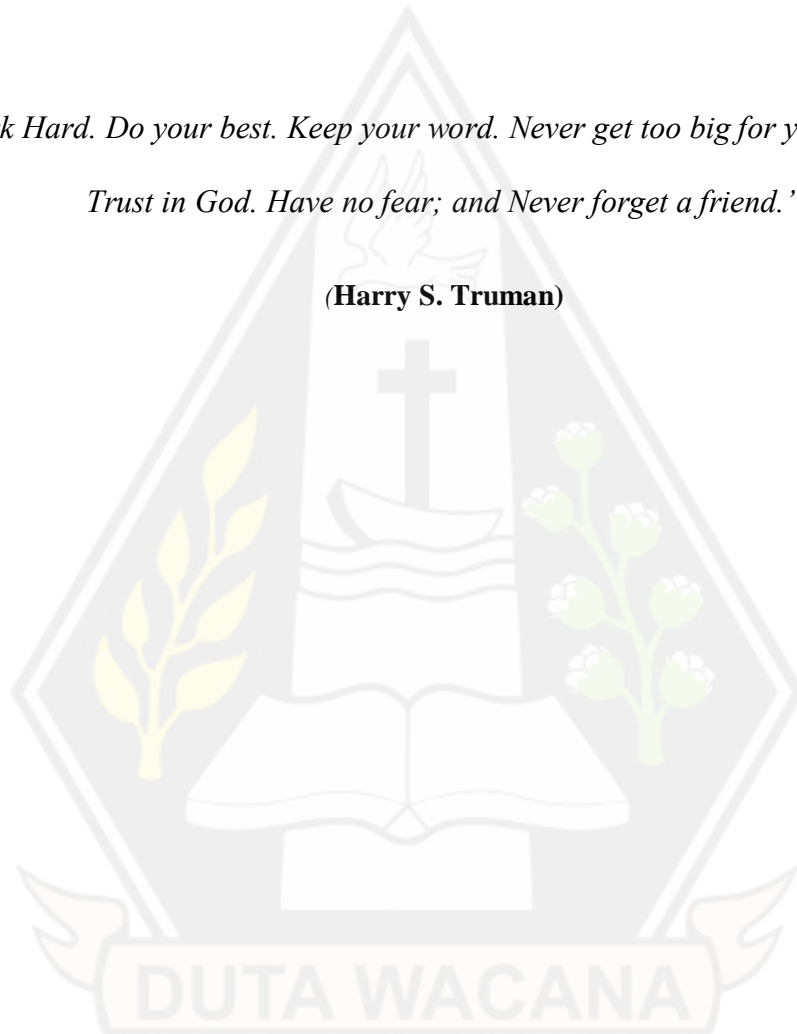 Hard. Do your best. Keep your word. Never get too big for
Trust in God. Have no fear; and Never forget a friend.’
(Harry S. Truman)
DUTA WACANA